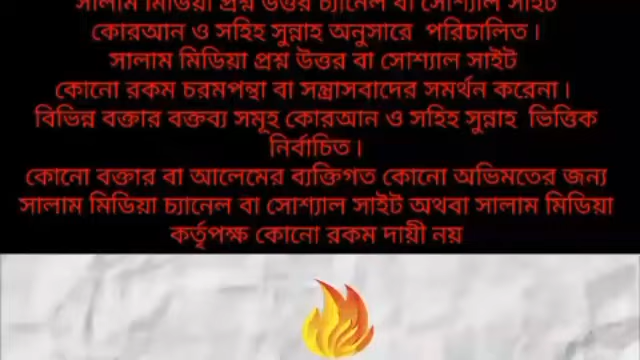 সালাম মিডিয়া প্রশ্ন উত্তর চ্যানেল বা সোশ্যাল সাইট
কোরআন ও সহিহ সুন্নাহ অনুসারে পরিচালিত।
সালাম মিডিয়া প্রশ্ন উত্তর বা সোশ্যাল সাইট
কোনো রকম চরমপন্থা বা সন্ত্রাসবাদের সমর্থন করেনা।
বিভিন্ন বক্তার বক্তব্য সমূহ কোরআন ও সহিহ সুন্নাহ ভিত্তিক
নির্বাচিত।
কোনো বক্তার বা আলেমের ব্যক্তিগত কোনো অভিমতের জন্য
সালাম মিডিয়া চ্যানেল বা সোশ্যাল সাইট অথবা সালাম মিডিয়া
কর্তৃপক্ষ কোনো রকম দায়ী নয়